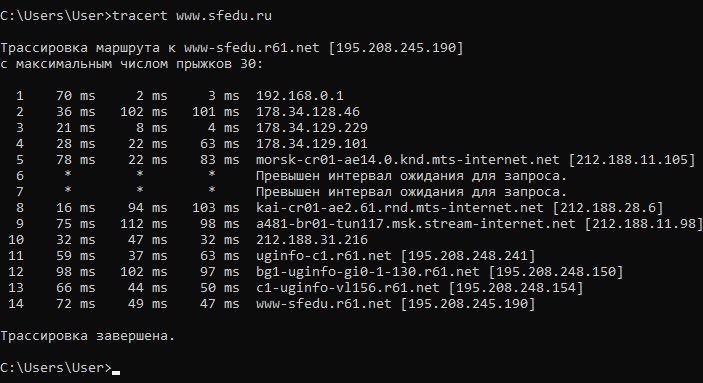 C:\Users\User>tracert www.sfedu.ru
Трассировка маршрута к www-sfedu.r61.net [195.208.245.190]
с максимальным числом прыжков 30:
1 70 ms 2 ms 3 ms 192.168.0.1
2 36 ms 102 ms 101 ms 178.34.128.46
3 21 ms 8 ms 4 ms 178.34.129.229
4 28 ms 22 ms 63 ms 178.34.129.101
5 78 ms 22 ms 83 ms morsk-cr01-ae14.0.knd.mts-internet.net [212.188.11.105]
6 * * * Превышен интервал ожидания для запроса.
7 * * * Превышен интервал ожидания для запроса.
8 16 ms 94 ms 103 ms kai-cr01-ae2.61.rnd.mts-internet.net [212.188.28.6]
9 75 ms 112 ms 98 ms a481-br01-tun117.msk.stream-internet.net [212.188.11.98]
10 32 ms 47 ms 32 ms 212.188.31.216
11 59 ms 37 ms 63 ms uginfo-c1.r61.net [195.208.248.241]
12 98 ms 102 ms 97 ms bg1-uginfo-gi0-1-130.r61.net [195.208.248.150]
13 66 ms 44 ms 50 ms c1-uginfo-vl156.r61.net [195.208.248.154]
14 72 ms 49 ms 47 ms www-sfedu.r61.net [195.208.245.190]
Трассировка завершена.
C:\Users\User>